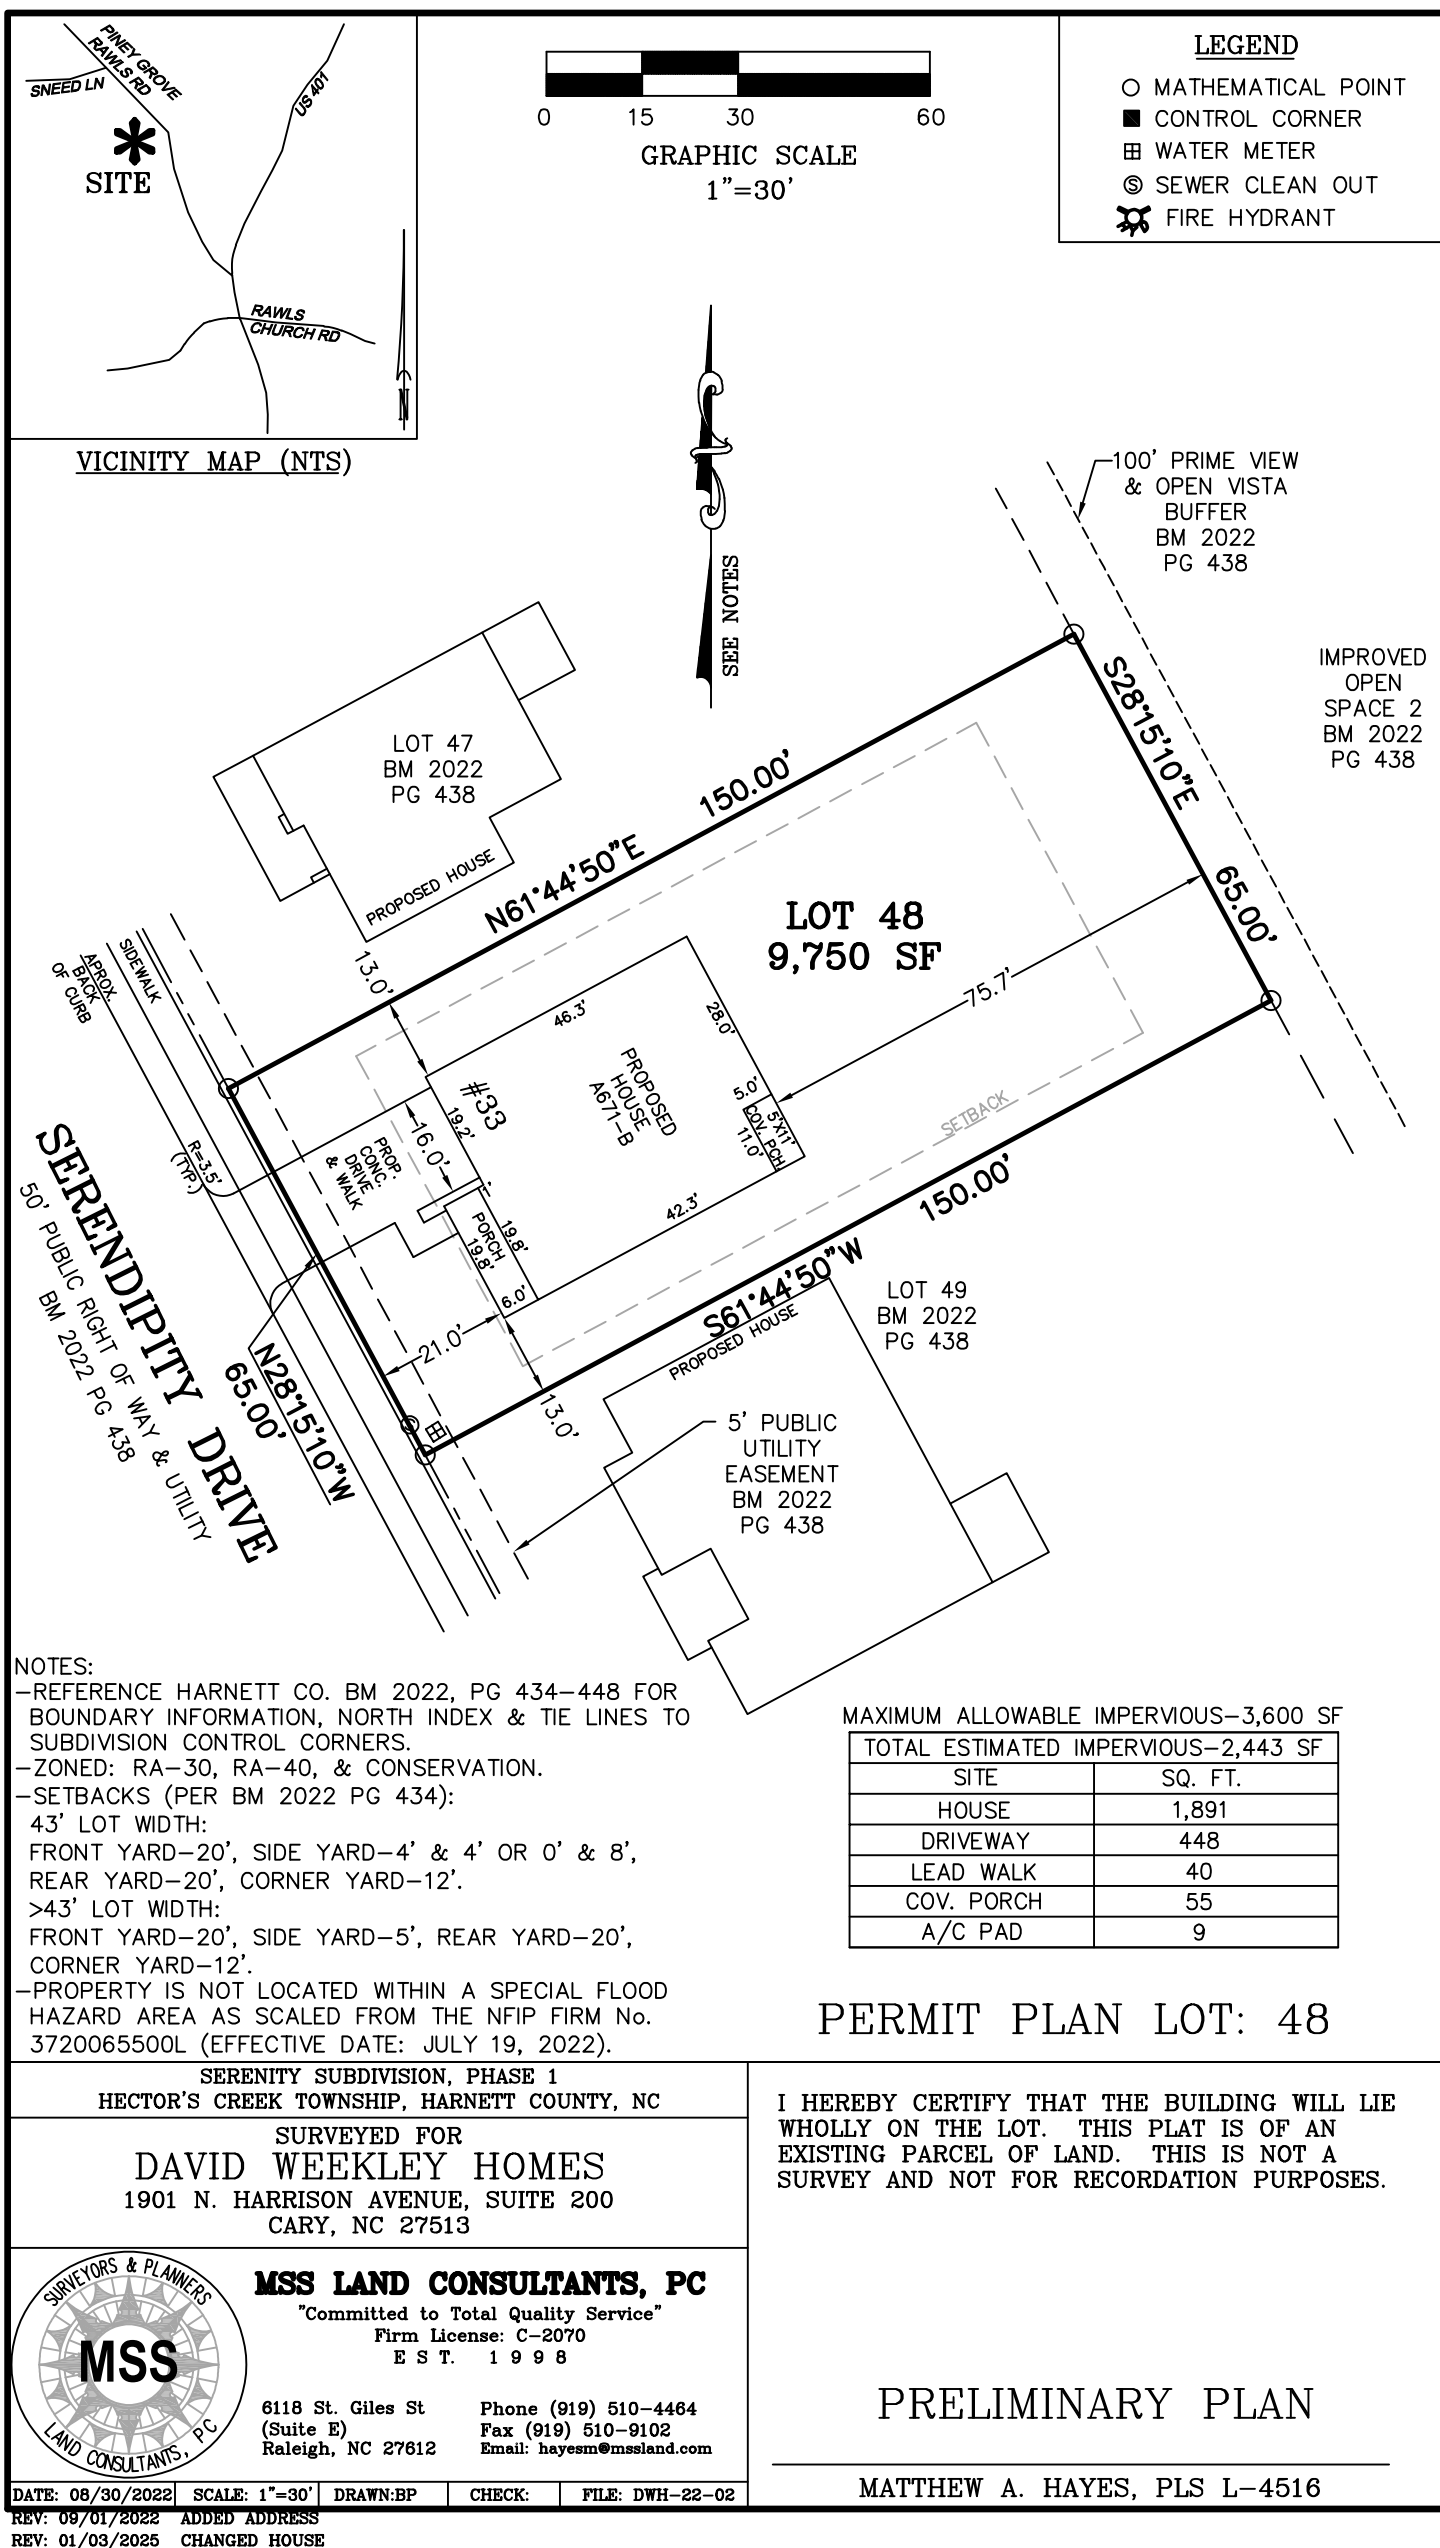 PINEY GROVE
RAWLS RD
SNEED LN
US 401
SITE
RAWLS
CHURCH RD
N
VICINITY MAP (NTS)
0 15 30 60
GRAPHIC SCALE
1"=30'
LEGEND
MATHEMATICAL POINT
CONTROL CORNER
WATER METER
S SEWER CLEAN OUT
FIRE HYDRANT
SEE NOTES
100' PRIME VIEW
& OPEN VISTA
BUFFER
BM 2022
PG 438
IMPROVED
OPEN
SPACE 2
BM 2022
PG 438
S28°15'10"E
65.00'
LOT 47
BM 2022
PG 438
PROPOSED HOUSE
N61°44'50"E
150.00'
LOT 48
9,750 SF
75.7'
13.0'
46.3'
28.0'
#33
PROPOSED
HOUSE
A671-B
19.2'
16.0'
5.0'
5'X11'
COV. PCH.
11.0'
SETBACK
SIDEWALK
APROX.
BACK
OF CURB
R=3.5'
(TYP.)
PROP.
CONC.
DRIVE
& WALK
PORCH
19.8'
19.8'
42.3'
6.0'
21.0'
13.0'
S
S61°44'50"W
150.00'
PROPOSED HOUSE
LOT 49
BM 2022
PG 438
SERENDIPITY DRIVE
50' PUBLIC RIGHT OF WAY & UTILITY
BM 2022 PG 438
N28°15'10"W
65.00'
5' PUBLIC
UTILITY
EASEMENT
BM 2022
PG 438
NOTES:
-REFERENCE HARNETT CO. BM 2022, PG 434-448 FOR
BOUNDARY INFORMATION, NORTH INDEX & TIE LINES TO
SUBDIVISION CONTROL CORNERS.
-ZONED: RA-30, RA-40, & CONSERVATION.
-SETBACKS (PER BM 2022 PG 434):
43' LOT WIDTH:
FRONT YARD-20', SIDE YARD-4' & 4' OR 0' & 8',
REAR YARD-20', CORNER YARD-12'.
>43' LOT WIDTH:
FRONT YARD-20', SIDE YARD-5', REAR YARD-20',
CORNER YARD-12'.
-PROPERTY IS NOT LOCATED WITHIN A SPECIAL FLOOD
HAZARD AREA AS SCALED FROM THE NFIP FIRM No.
3720065500L (EFFECTIVE DATE: JULY 19, 2022).
MAXIMUM ALLOWABLE IMPERVIOUS-3,600 SF
TOTAL ESTIMATED IMPERVIOUS-2,443 SF
SITE SQ. FT.
HOUSE 1,891
DRIVEWAY 448
LEAD WALK 40
COV. PORCH 55
A/C PAD 9
PERMIT PLAN LOT: 48
SERENITY SUBDIVISION, PHASE 1
HECTOR'S CREEK TOWNSHIP, HARNETT COUNTY, NC
SURVEYED FOR
DAVID WEEKLEY HOMES
1901 N. HARRISON AVENUE, SUITE 200
CARY, NC 27513
SURVEYORS & PLANNERS
MSS
LAND CONSULTANTS, PC
MSS LAND CONSULTANTS, PC
"Committed to Total Quality Service"
Firm License: C-2070
EST. 1998
6118 St. Giles St
(Suite E)
Raleigh, NC 27612
Phone (919) 510-4464
Fax (919) 510-9102
Email: hayesm@mssland.com
I HEREBY CERTIFY THAT THE BUILDING WILL LIE
WHOLLY ON THE LOT. THIS PLAT IS OF AN
EXISTING PARCEL OF LAND. THIS IS NOT A
SURVEY AND NOT FOR RECORDATION PURPOSES.
PRELIMINARY PLAN
MATTHEW A. HAYES, PLS L-4516
DATE: 08/30/2022 SCALE: 1"=30' DRAWN:BP CHECK: FILE: DWH-22-02
REV: 09/01/2022 ADDED ADDRESS
REV: 01/03/2025 CHANGED HOUSE